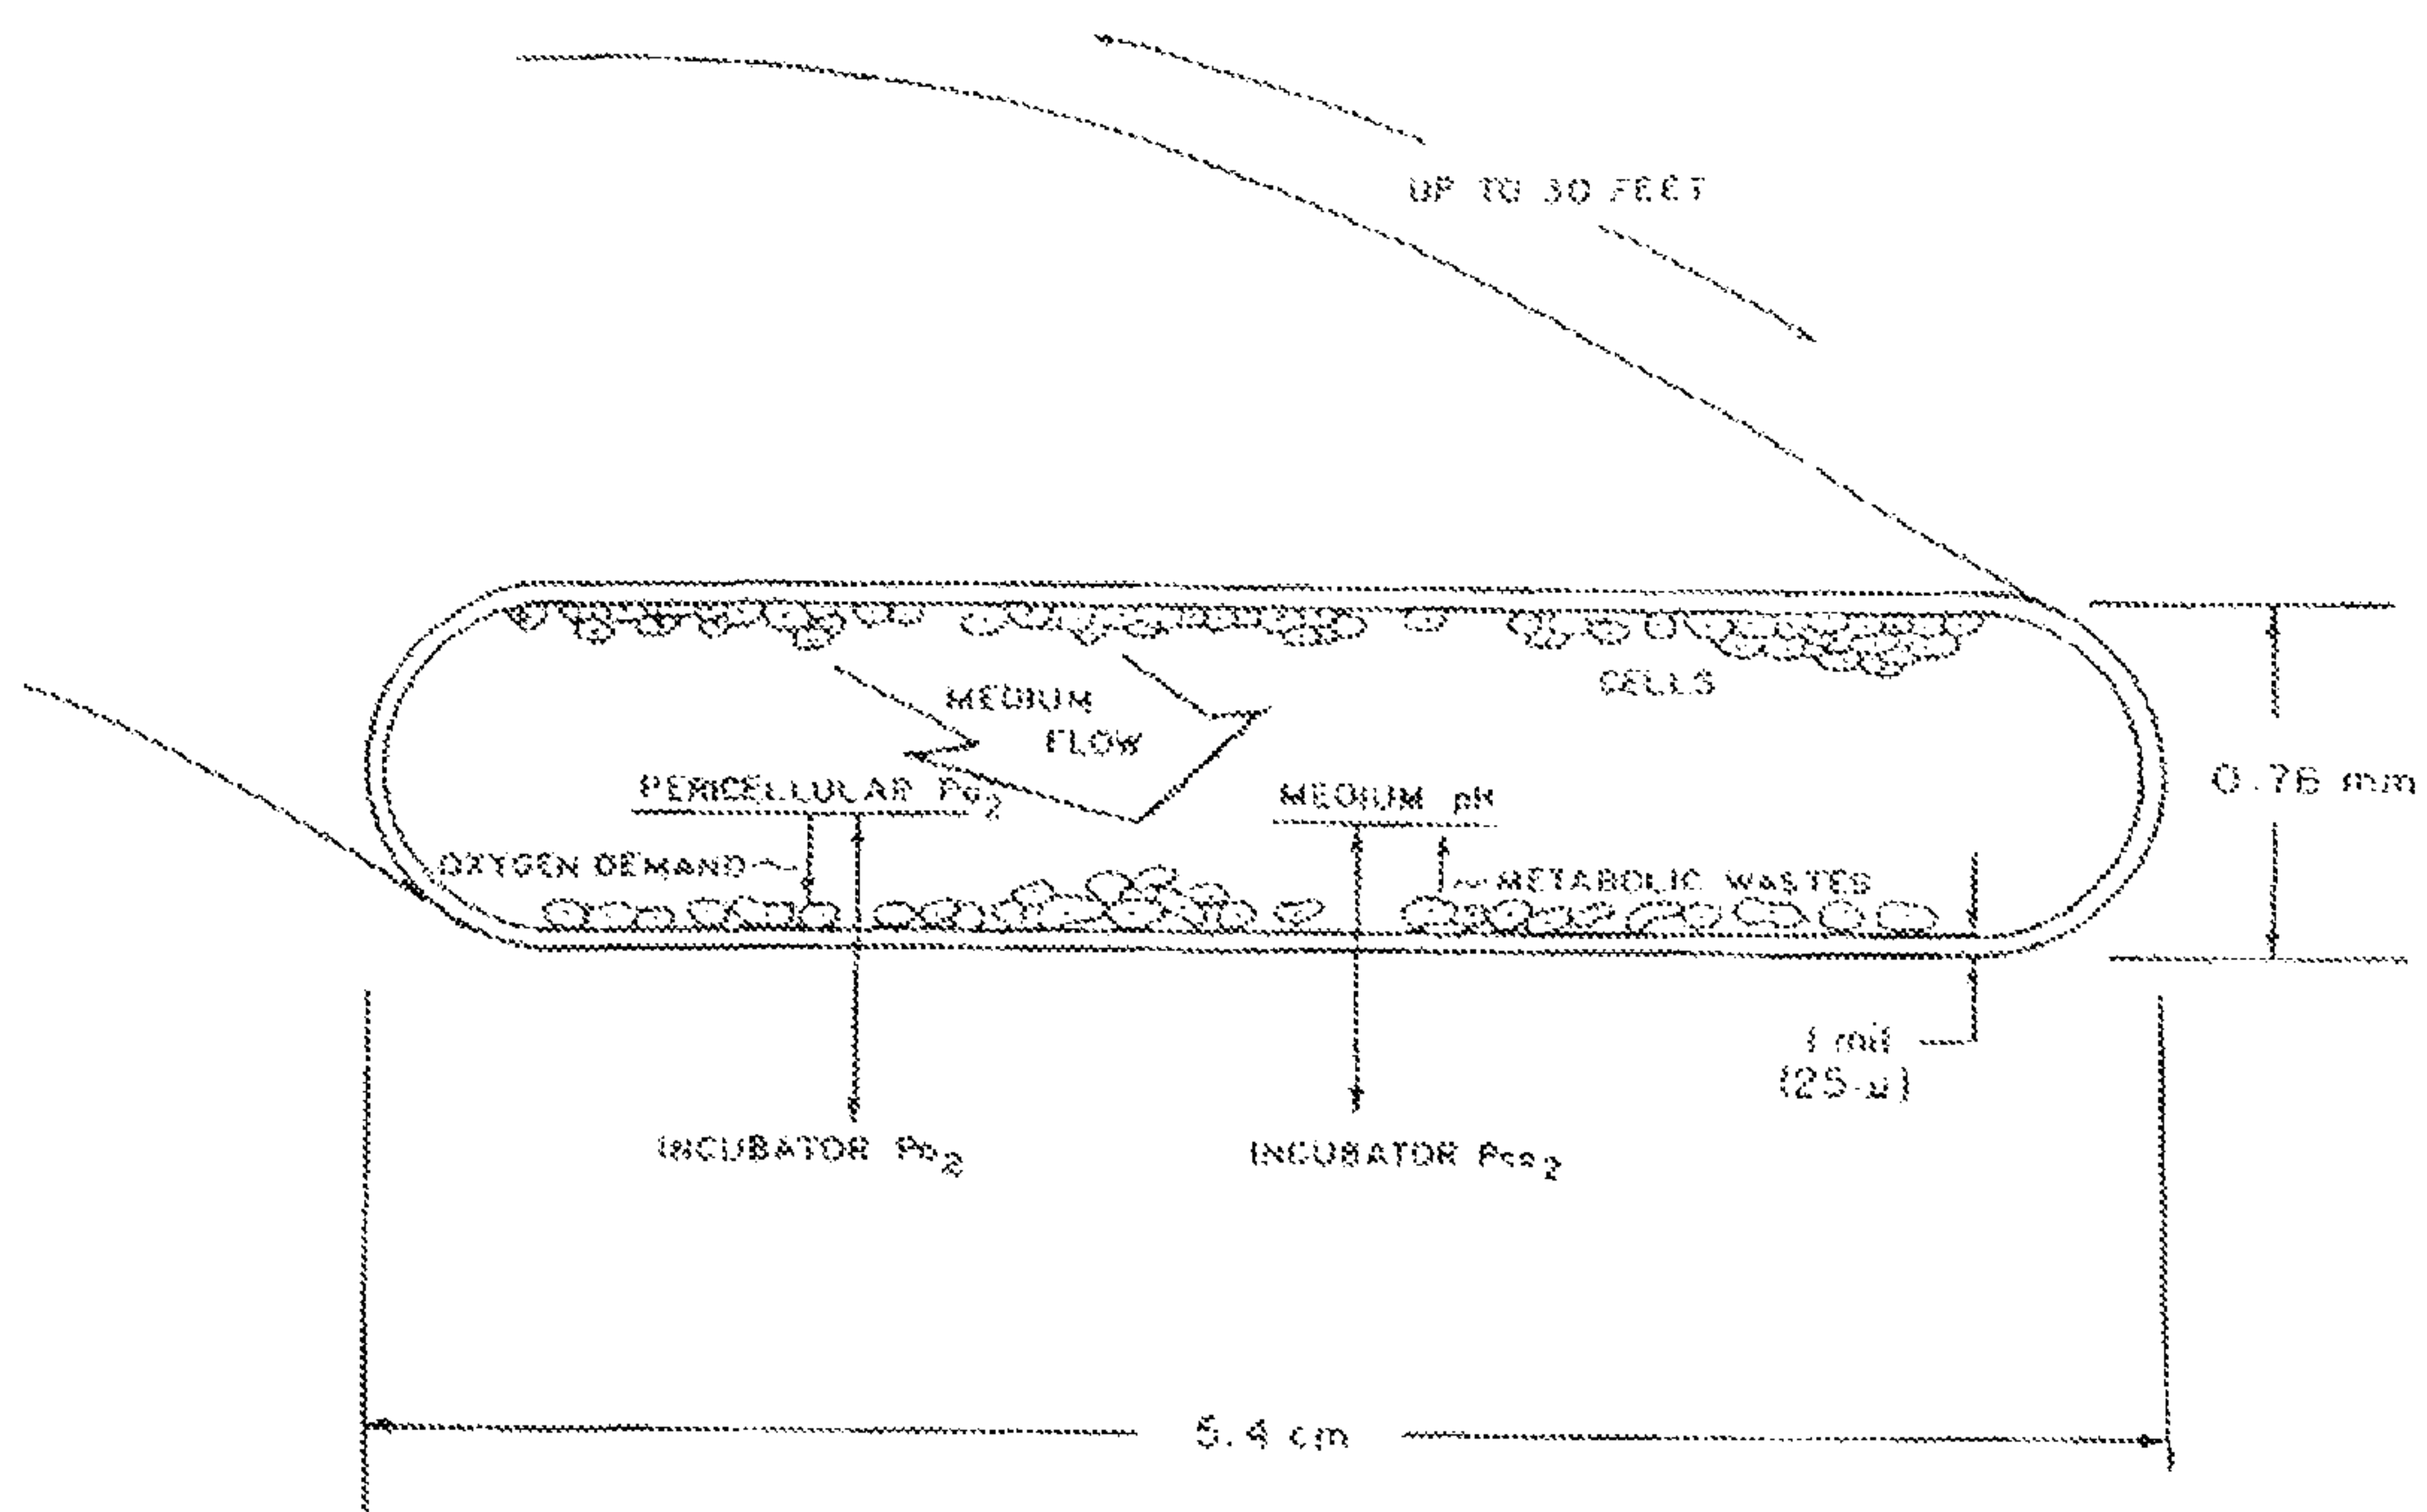 UP TO 30 FEET
CELLS
MEDIUM
FLOW
0.76 mm
PERICELLULAR Po2
MEDIUM pH
OXYGEN DEMAND
METABOLIC WASTES
1 mil
(25 µ)
INCUBATOR Po2
INCUBATOR Pco2
5.4 cm